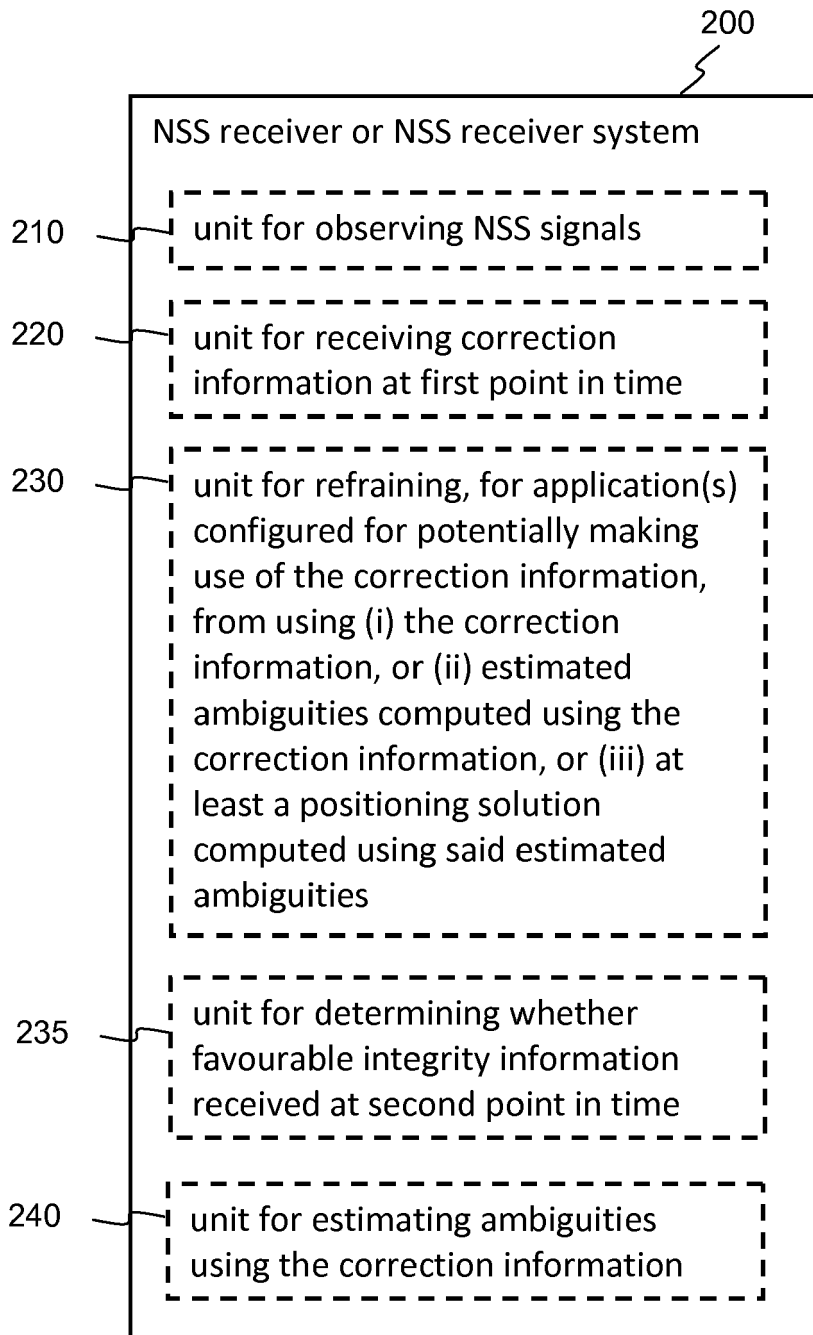 200
NSS receiver or NSS receiver system
210
unit for observing NSS signals
220
unit for receiving correction
information at first point in time
230
unit for refraining, for application(s)
configured for potentially making
use of the correction information,
from using (i) the correction
information, or (ii) estimated
ambiguities computed using the
correction information, or (iii) at
least a positioning solution
computed using said estimated
ambiguities
235
unit for determining whether
favourable integrity information
received at second point in time
240
unit for estimating ambiguities
using the correction information